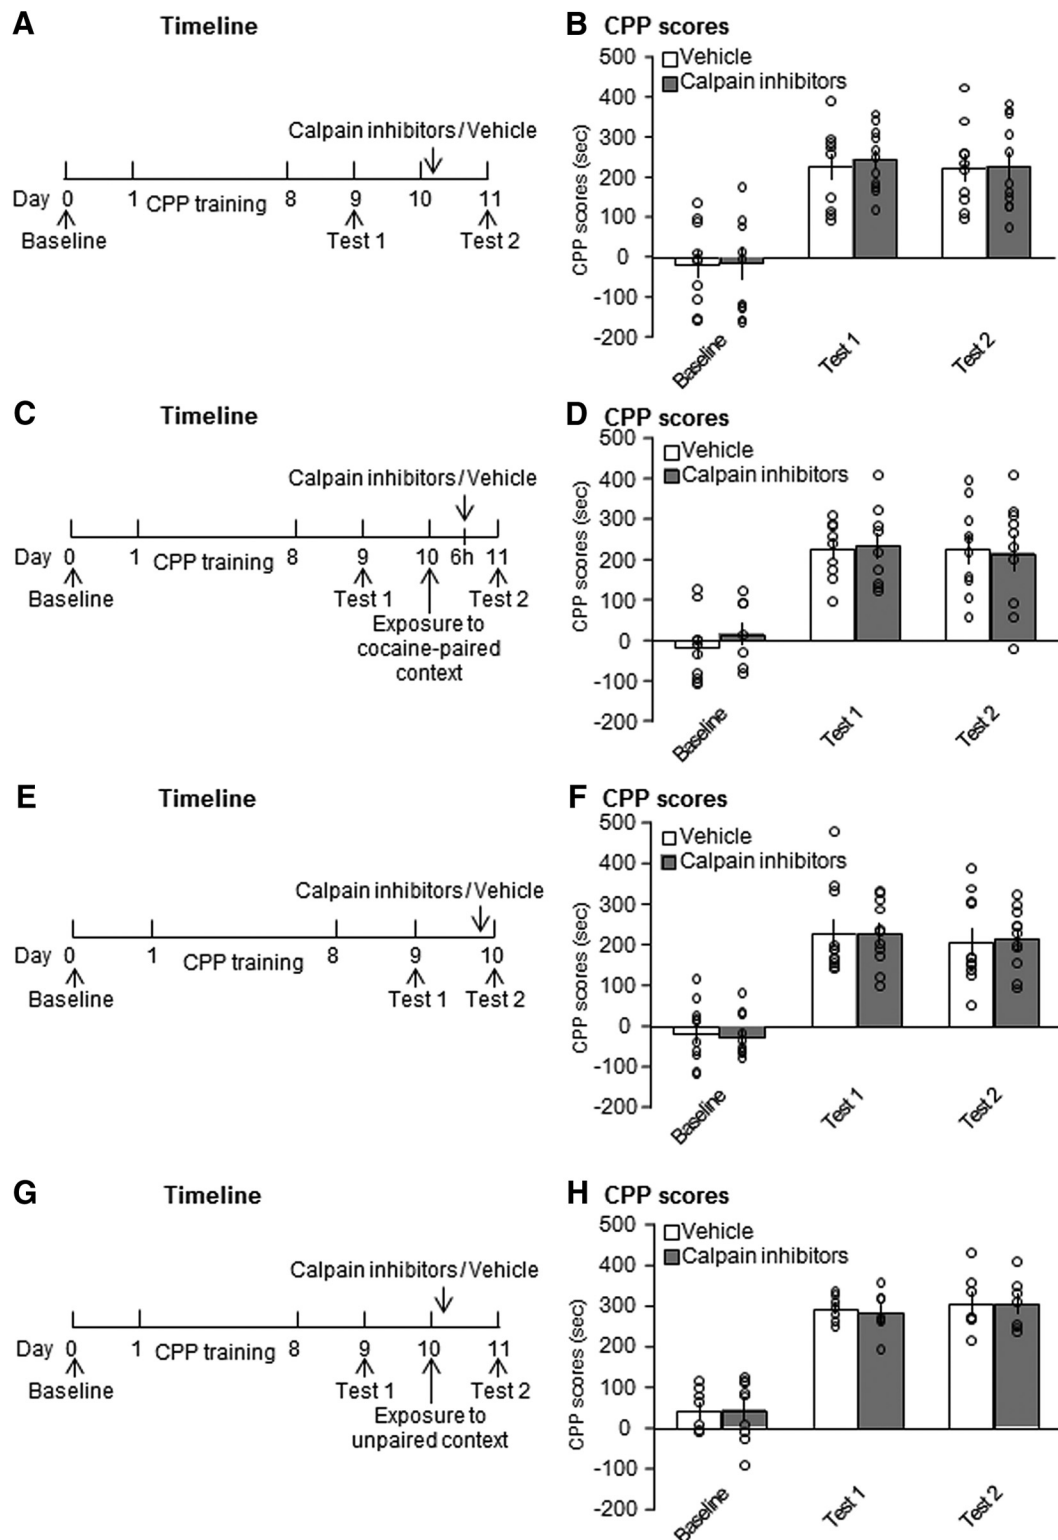 A
Timeline
Calpain inhibitors / Vehicle
Day 0 1 CPP training 8 9 10 11
Baseline Test 1 Test 2
B CPP scores
Vehicle
Calpain inhibitors
CPP scores (sec)
500
400
300
200
100
0
-100
-200
Baseline Test 1 Test 2
C
Timeline
Calpain inhibitors / Vehicle
Day 0 1 CPP training 8 9 10 6h 11
Baseline Test 1 Test 2
Exposure to
cocaine-paired
context
D CPP scores
Vehicle
Calpain inhibitors
CPP scores (sec)
500
400
300
200
100
0
-100
-200
Baseline Test 1 Test 2
E
Timeline
Calpain inhibitors / Vehicle
Day 0 1 CPP training 8 9 10
Baseline Test 1 Test 2
F CPP scores
Vehicle
Calpain inhibitors
CPP scores (sec)
500
400
300
200
100
0
-100
-200
Baseline Test 1 Test 2
G
Timeline
Calpain inhibitors / Vehicle
Day 0 1 CPP training 8 9 10 11
Baseline Test 1 Test 2
Exposure to
unpaired context
H CPP scores
Vehicle
Calpain inhibitors
CPP scores (sec)
500
400
300
200
100
0
-100
-200
Baseline Test 1 Test 2